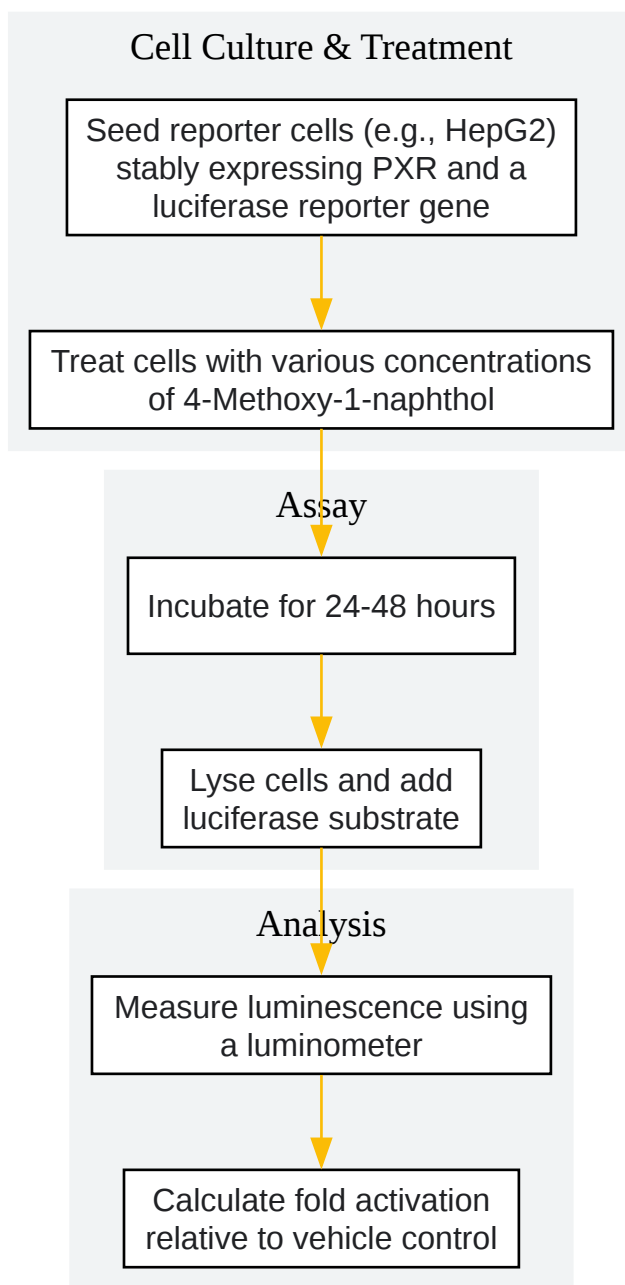 Cell Culture & Treatment
Seed reporter cells (e.g., HepG2)
stably expressing PXR and a
luciferase reporter gene
Treat cells with various concentrations
of 4-Methoxy-1-naphthol
Assay
Incubate for 24-48 hours
Lyse cells and add
luciferase substrate
Analysis
Measure luminescence using
a luminometer
Calculate fold activation
relative to vehicle control